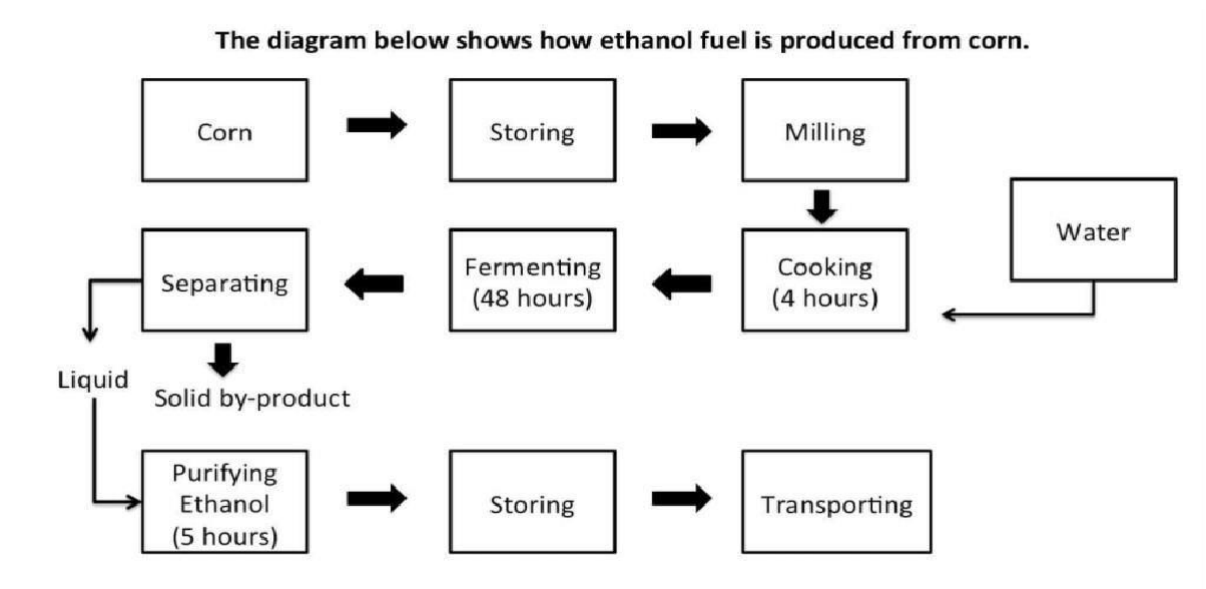 The diagram below shows how ethanol fuel is produced from corn.
Corn
Storing
Milling
Water
Cooking
(4 hours)
Fermenting
(48 hours)
Separating
Liquid
Solid by-product
Purifying
Ethanol
(5 hours)
Storing
Transporting